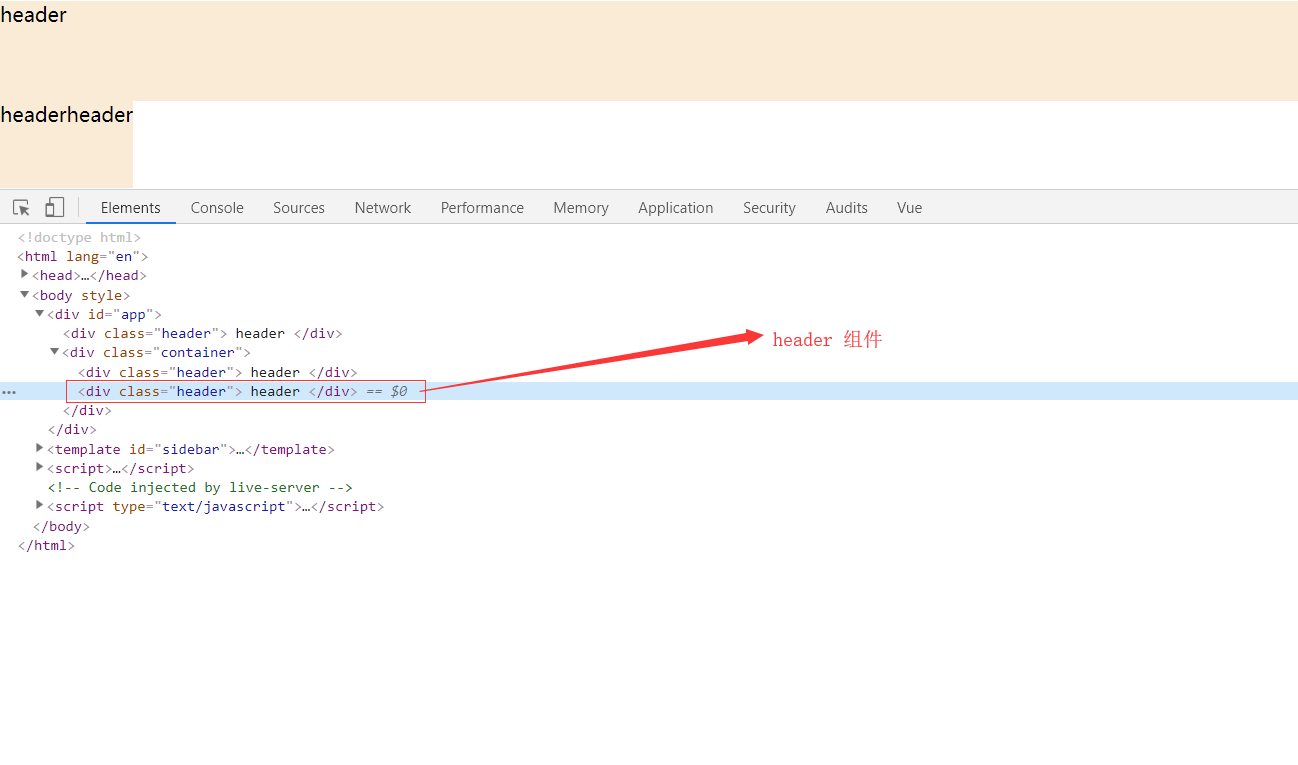 header
headerheader
Elements Console Sources Network Performance Memory Application Security Audits Vue
<!doctype html>
<html lang="en">
<head>…</head>
<body style>
<div id="app">
<div class="header"> header </div>
header 组件
<div class="container">
<div class="header"> header </div>
<div class="header"> header </div> == $0
</div>
</div>
<template id="sidebar">…</template>
<script>…</script>
<!-- Code injected by live-server -->
<script type="text/javascript">…</script>
</body>
</html>